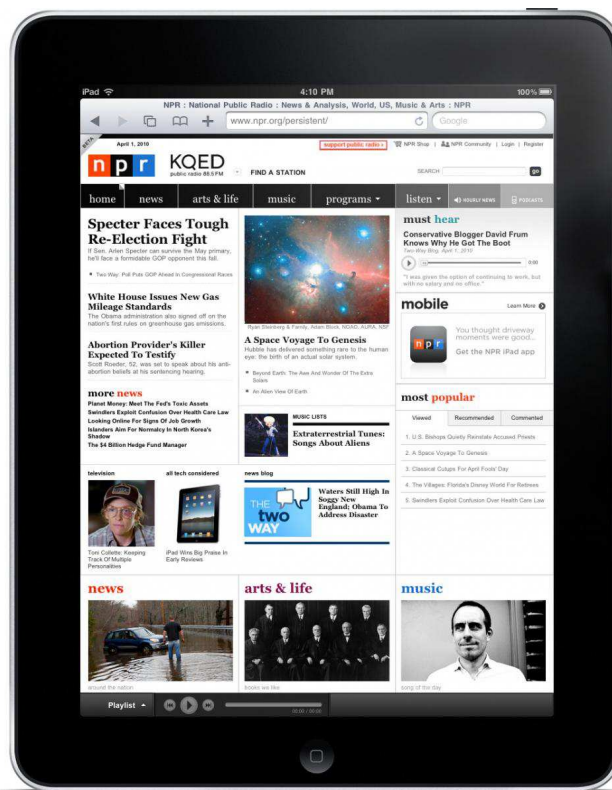 iPad
4:10 PM
100%
NPR : National Public Radio : News & Analysis, World, US, Music & Arts : NPR
www.npr.org/persistent/
Google
BETA
April 1, 2010
support public radio »
NPR Shop | NPR Community | Login | Register
npr
KQED
public radio 88.5 FM
FIND A STATION
SEARCH
go
home
news
arts & life
music
programs
listen
HOURLY NEWS
PODCASTS
Specter Faces Tough
Re-Election Fight
If Sen. Arlen Specter can survive the May primary,
he'll face a formidable GOP opponent this fall.
Two Way: Poll Puts GOP Ahead In Congressional Races
White House Issues New Gas
Mileage Standards
The Obama administration also signed off on the
nation's first rules on greenhouse gas emissions.
Abortion Provider's Killer
Expected To Testify
Scott Roeder, 52, was set to speak about his anti-
abortion beliefs at his sentencing hearing.
more news
Planet Money: Meet The Fed's Toxic Assets
Swindlers Exploit Confusion Over Health Care Law
Looking Online For Signs Of Job Growth
Islanders Aim For Normalcy In North Korea's
Shadow
The $4 Billion Hedge Fund Manager
Ryan Steinberg & Family, Adam Block, NOAO, AURA, NSF
A Space Voyage To Genesis
Hubble has delivered something rare to the human
eye: the birth of an actual solar system.
Beyond Earth: The Awe And Wonder Of The Extra
Solars
An Alien View Of Earth
MUSIC LISTS
Extraterrestrial Tunes:
Songs About Aliens
must hear
Conservative Blogger David Frum
Knows Why He Got The Boot
Two-Way Blog, April 1, 2010
0:00
"I was given the option of continuing to work, but
with no salary and no office."
mobile
Learn More
npr
You thought driveway
moments were good...
Get the NPR iPad app
most popular
Viewed
Recommended
Commented
1. U.S. Bishops Quietly Reinstate Accused Priests
2. A Space Voyage To Genesis
3. Classical Culups For April Fools' Day
4. The Villages: Florida's Disney World For Retirees
5. Swindlers Exploit Confusion Over Health Care Law
television
Toni Collette: Keeping
Track Of Multiple
Personalities
all tech considered
iPad Wins Big Praise In
Early Reviews
news blog
THE
two
WAY
Waters Still High In
Soggy New
England; Obama To
Address Disaster
news
around the nation
arts & life
books we like
music
song of the day
Playlist
00:00 / 00:00